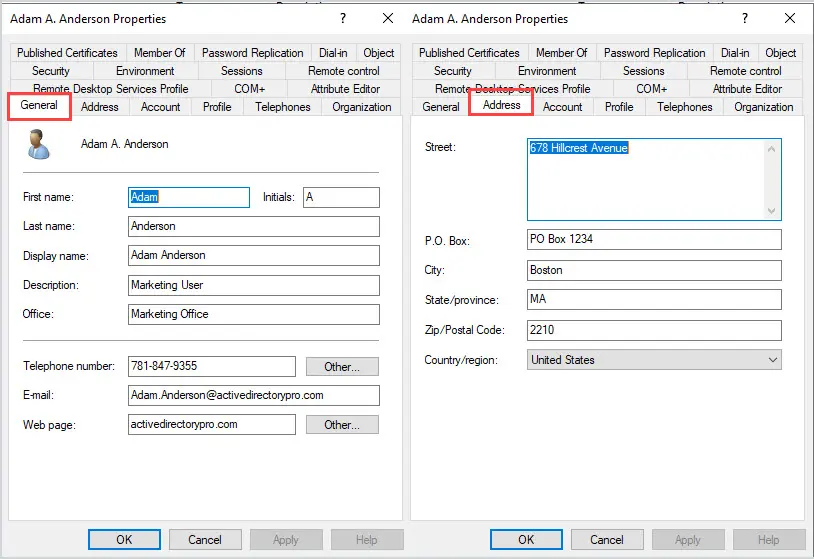 Adam A. Anderson Properties
?
Published Certificates Member Of Password Replication Dial-in Object
Security Environment Sessions Remote control
Remote Desktop Services Profile COM+ Attribute Editor
General Address Account Profile Telephones Organization
Adam A. Anderson
First name: Adam Initials: A
Last name: Anderson
Display name: Adam Anderson
Description: Marketing User
Office: Marketing Office
Telephone number: 781-847-9355 Other...
E-mail: Adam.Anderson@activedirectorypro.com
Web page: activedirectorypro.com Other...
OK Cancel Apply Help
Adam A. Anderson Properties
?
Published Certificates Member Of Password Replication Dial-in Object
Security Environment Sessions Remote control
Remote Desktop Services Profile COM+ Attribute Editor
General Address Account Profile Telephones Organization
Street: 678 Hillcrest Avenue
P.O. Box: PO Box 1234
City: Boston
State/province: MA
Zip/Postal Code: 2210
Country/region: United States
OK Cancel Apply Help